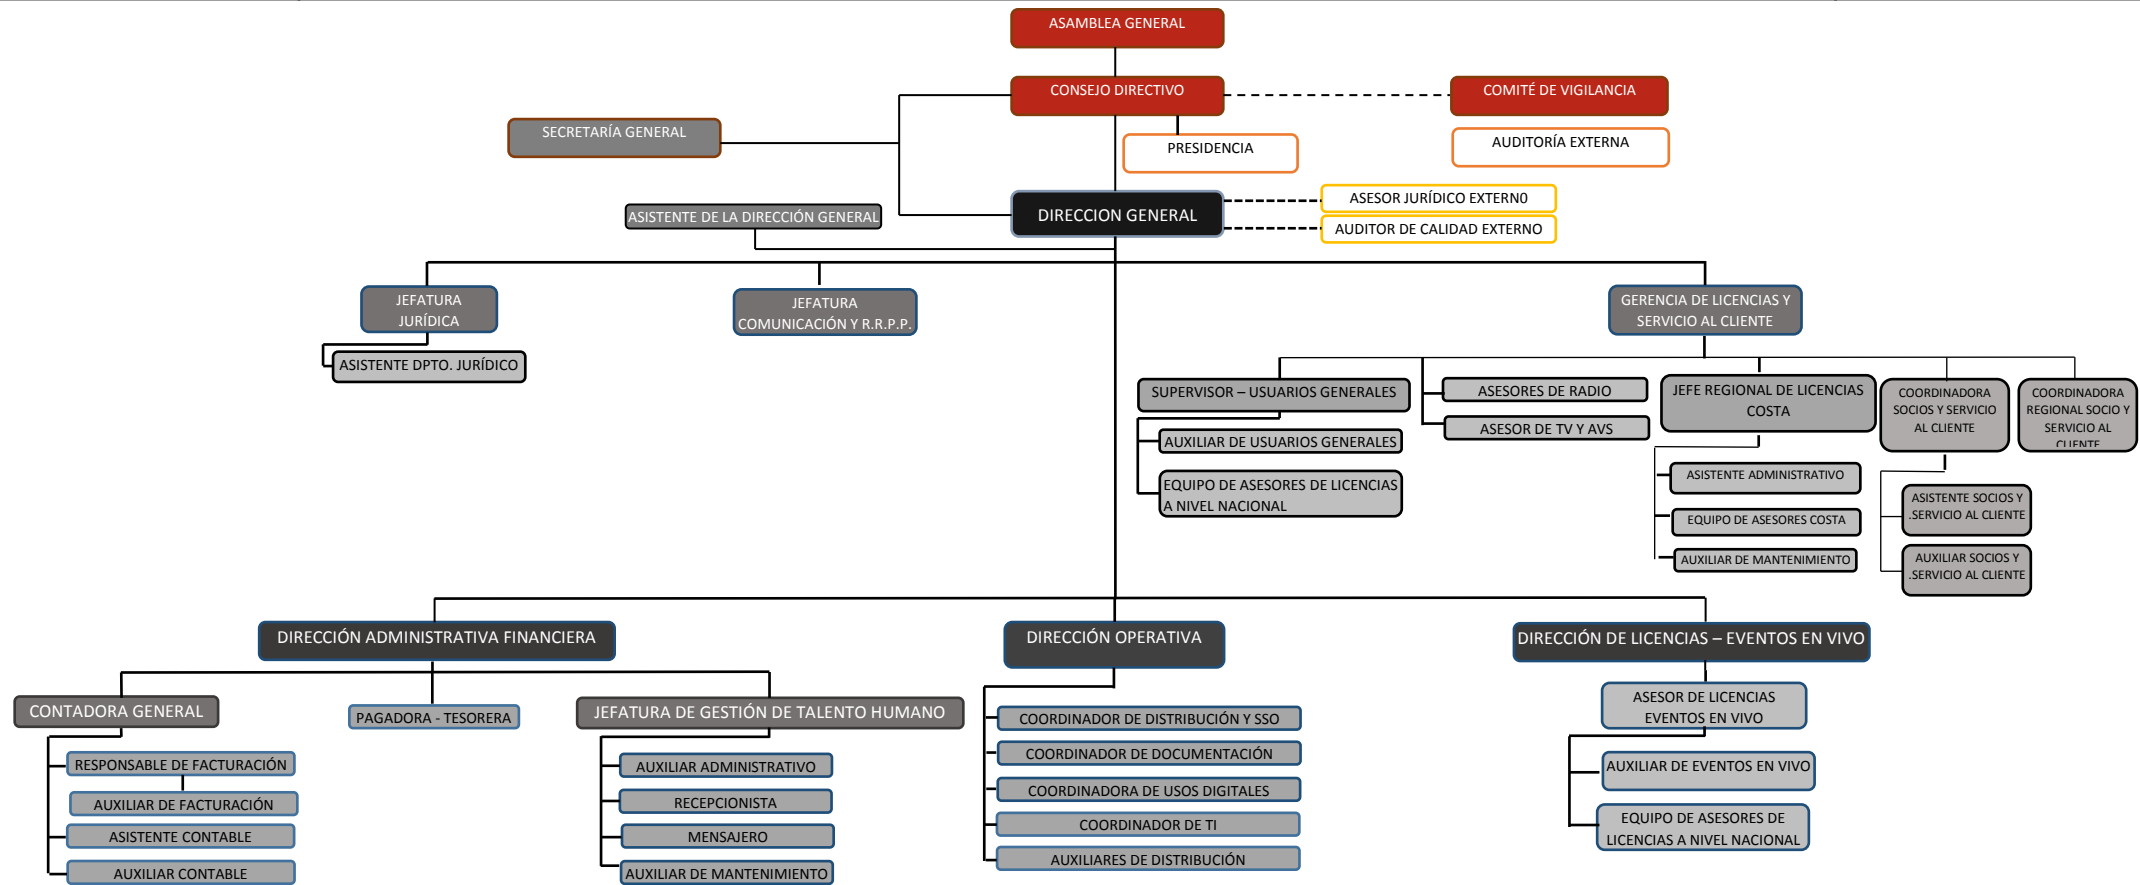 ASAMBLEA GENERAL
CONSEJO DIRECTIVO
COMITÉ DE VIGILANCIA
SECRETARÍA GENERAL
PRESIDENCIA
AUDITORÍA EXTERNA
ASISTENTE DE LA DIRECCIÓN GENERAL
DIRECCION GENERAL
ASESOR JURÍDICO EXTERN0
AUDITOR DE CALIDAD EXTERNO
JEFATURA
JURÍDICA
ASISTENTE DPTO. JURÍDICO
JEFATURA
COMUNICACIÓN Y R.R.P.P.
GERENCIA DE LICENCIAS Y
SERVICIO AL CLIENTE
SUPERVISOR – USUARIOS GENERALES
AUXILIAR DE USUARIOS GENERALES
EQUIPO DE ASESORES DE LICENCIAS
A NIVEL NACIONAL
ASESORES DE RADIO
ASESOR DE TV Y AVS
JEFE REGIONAL DE LICENCIAS
COSTA
ASISTENTE ADMINISTRATIVO
EQUIPO DE ASESORES COSTA
AUXILIAR DE MANTENIMIENTO
COORDINADORA
SOCIOS Y SERVICIO
AL CLIENTE
ASISTENTE SOCIOS Y
.SERVICIO AL CLIENTE
AUXILIAR SOCIOS Y
.SERVICIO AL CLIENTE
COORDINADORA
REGIONAL SOCIO Y
SERVICIO AL
CLIENTE
DIRECCIÓN ADMINISTRATIVA FINANCIERA
CONTADORA GENERAL
RESPONSABLE DE FACTURACIÓN
AUXILIAR DE FACTURACIÓN
ASISTENTE CONTABLE
AUXILIAR CONTABLE
PAGADORA - TESORERA
JEFATURA DE GESTIÓN DE TALENTO HUMANO
AUXILIAR ADMINISTRATIVO
RECEPCIONISTA
MENSAJERO
AUXILIAR DE MANTENIMIENTO
DIRECCIÓN OPERATIVA
COORDINADOR DE DISTRIBUCIÓN Y SSO
COORDINADOR DE DOCUMENTACIÓN
COORDINADORA DE USOS DIGITALES
COORDINADOR DE TI
AUXILIARES DE DISTRIBUCIÓN
DIRECCIÓN DE LICENCIAS – EVENTOS EN VIVO
ASESOR DE LICENCIAS
EVENTOS EN VIVO
AUXILIAR DE EVENTOS EN VIVO
EQUIPO DE ASESORES DE
LICENCIAS A NIVEL NACIONAL